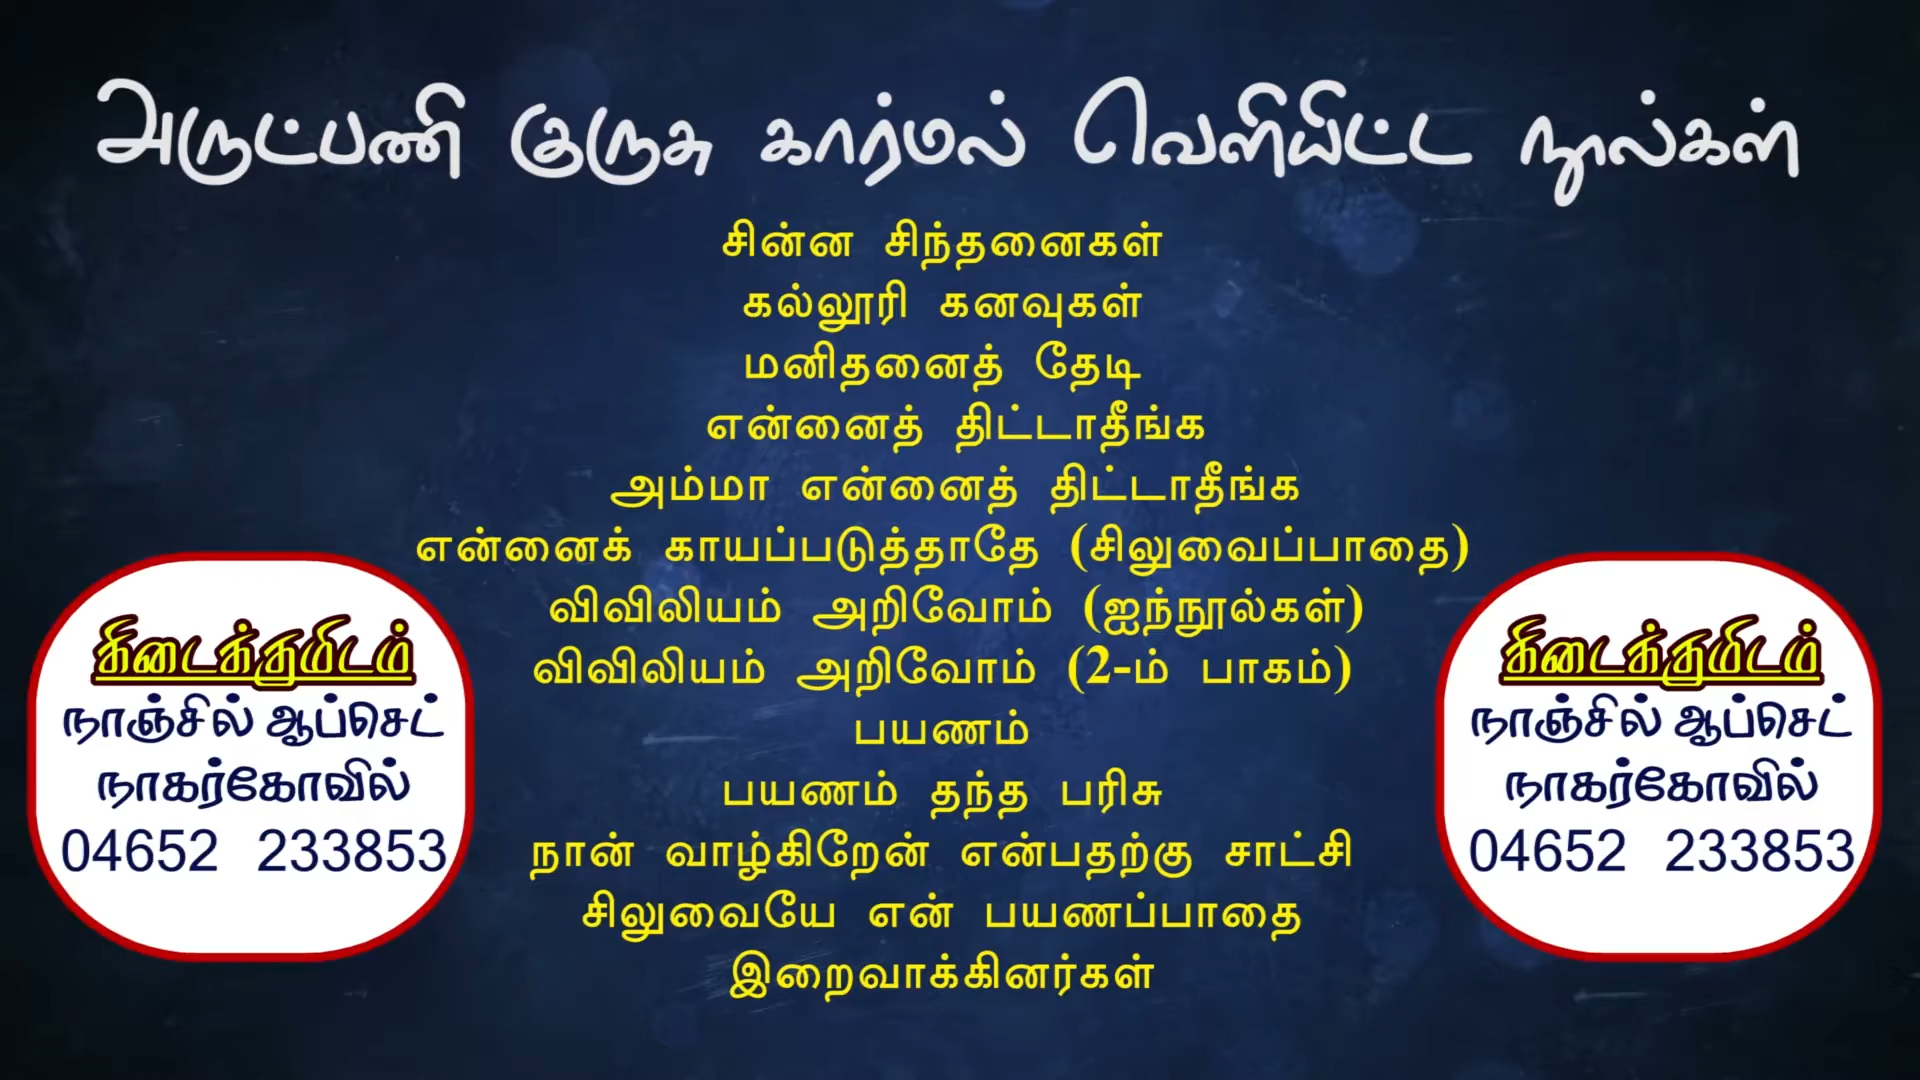 அருட்பணி குருசு கார்மல் வெளியிட்ட நூல்கள்
சின்ன சிந்தனைகள்
கல்லூரி கனவுகள்
மனிதனைத் தேடி
என்னைத் திட்டாதீங்க
அம்மா என்னைத் திட்டாதீங்க
என்னைக் காயப்படுத்தாதே (சிலுவைப்பாதை)
விவிலியம் அறிவோம் (ஐந்நூல்கள்)
விவிலியம் அறிவோம் (2-ம் பாகம்)
பயணம்
பயணம் தந்த பரிசு
நான் வாழ்கிறேன் என்பதற்கு சாட்சி
சிலுவையே என் பயணப்பாதை
இறைவாக்கினர்கள்
கிடைக்குமிடம்
நாஞ்சில் ஆப்செட்
நாகர்கோவில்
04652 233853
கிடைக்குமிடம்
நாஞ்சில் ஆப்செட்
நாகர்கோவில்
04652 233853